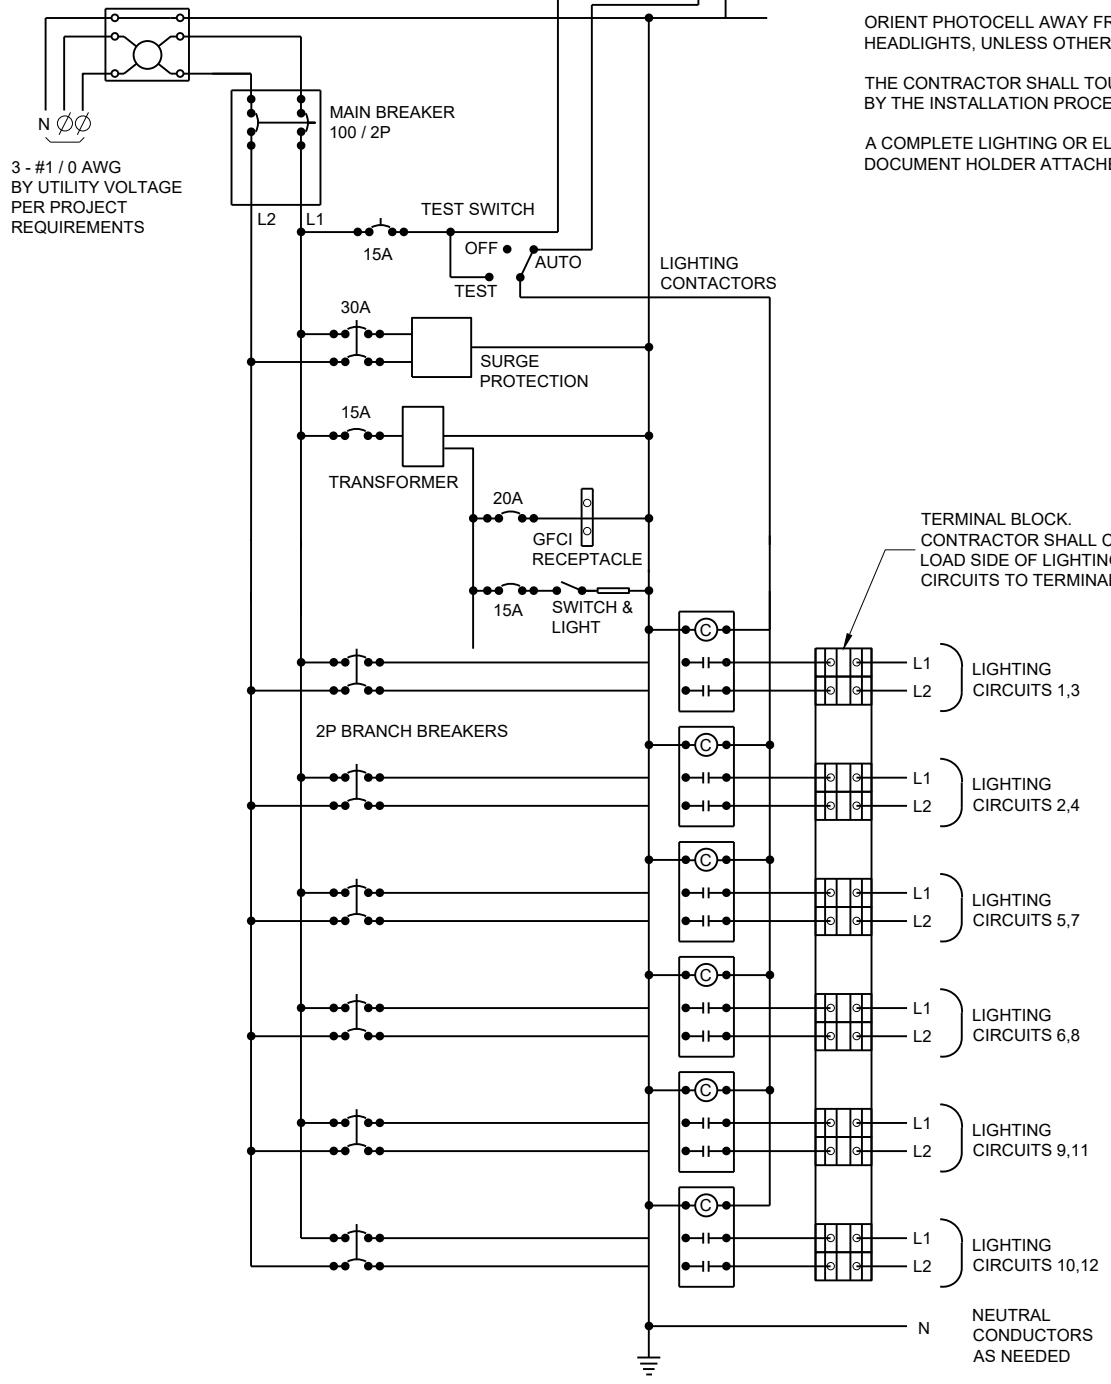 ORIENT PHOTOCELL AWAY FR
HEADLIGHTS, UNLESS OTHER
THE CONTRACTOR SHALL TOU
BY THE INSTALLATION PROCE
A COMPLETE LIGHTING OR EL
DOCUMENT HOLDER ATTACHE
N ØØ
3 - #1 / 0 AWG
BY UTILITY VOLTAGE
PER PROJECT
REQUIREMENTS
MAIN BREAKER
100 / 2P
L2 L1
TEST SWITCH
15A
OFF
AUTO
TEST
LIGHTING
CONTACTORS
30A
SURGE
PROTECTION
15A
TRANSFORMER
20A
GFCI
RECEPTACLE
15A
SWITCH &
LIGHT
TERMINAL BLOCK.
CONTRACTOR SHALL C
LOAD SIDE OF LIGHTING
CIRCUITS TO TERMINAL
C
L1
L2
LIGHTING
CIRCUITS 1,3
2P BRANCH BREAKERS
C
L1
L2
LIGHTING
CIRCUITS 2,4
C
L1
L2
LIGHTING
CIRCUITS 5,7
C
L1
L2
LIGHTING
CIRCUITS 6,8
C
L1
L2
LIGHTING
CIRCUITS 9,11
C
L1
L2
LIGHTING
CIRCUITS 10,12
N
NEUTRAL
CONDUCTORS
AS NEEDED